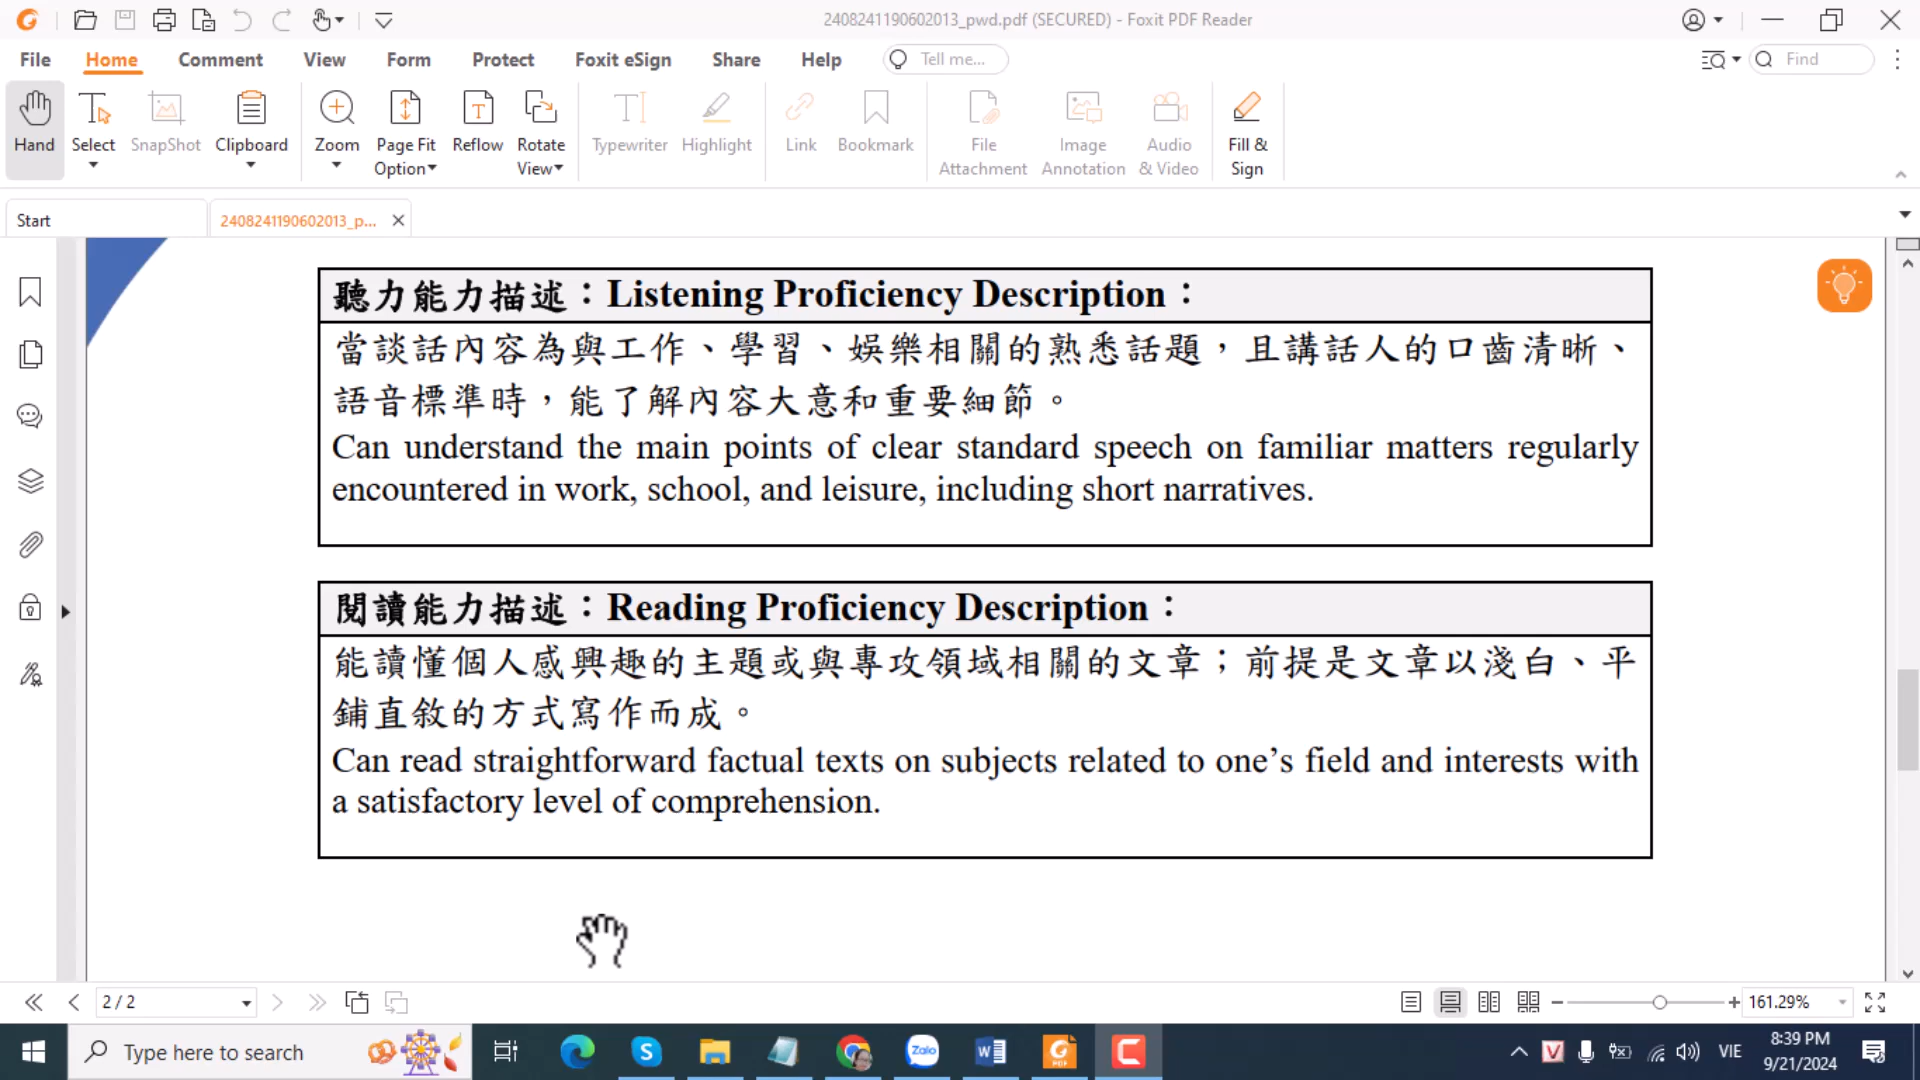 2408241190602013_pwd.pdf (SECURED) - Foxit PDF Reader
File Home Comment View Form Protect Foxit eSign Share Help Tell me... Find
Hand Select SnapShot Clipboard Zoom Page Fit Option Reflow Rotate View Typewriter Highlight Link Bookmark File Attachment Image Annotation Audio & Video Fill & Sign
Start 2408241190602013_p...
聽力能力描述：Listening Proficiency Description：
當談話內容為與工作、學習、娛樂相關的熟悉話題，且講話人的口齒清晰、
語音標準時，能了解內容大意和重要細節。
Can understand the main points of clear standard speech on familiar matters regularly
encountered in work, school, and leisure, including short narratives.
閱讀能力描述：Reading Proficiency Description：
能讀懂個人感興趣的主題或與專攻領域相關的文章；前提是文章以淺白、平
鋪直敘的方式寫作而成。
Can read straightforward factual texts on subjects related to one’s field and interests with
a satisfactory level of comprehension.
2 / 2 161.29%
Type here to search Zalo VIE 8:39 PM
9/21/2024